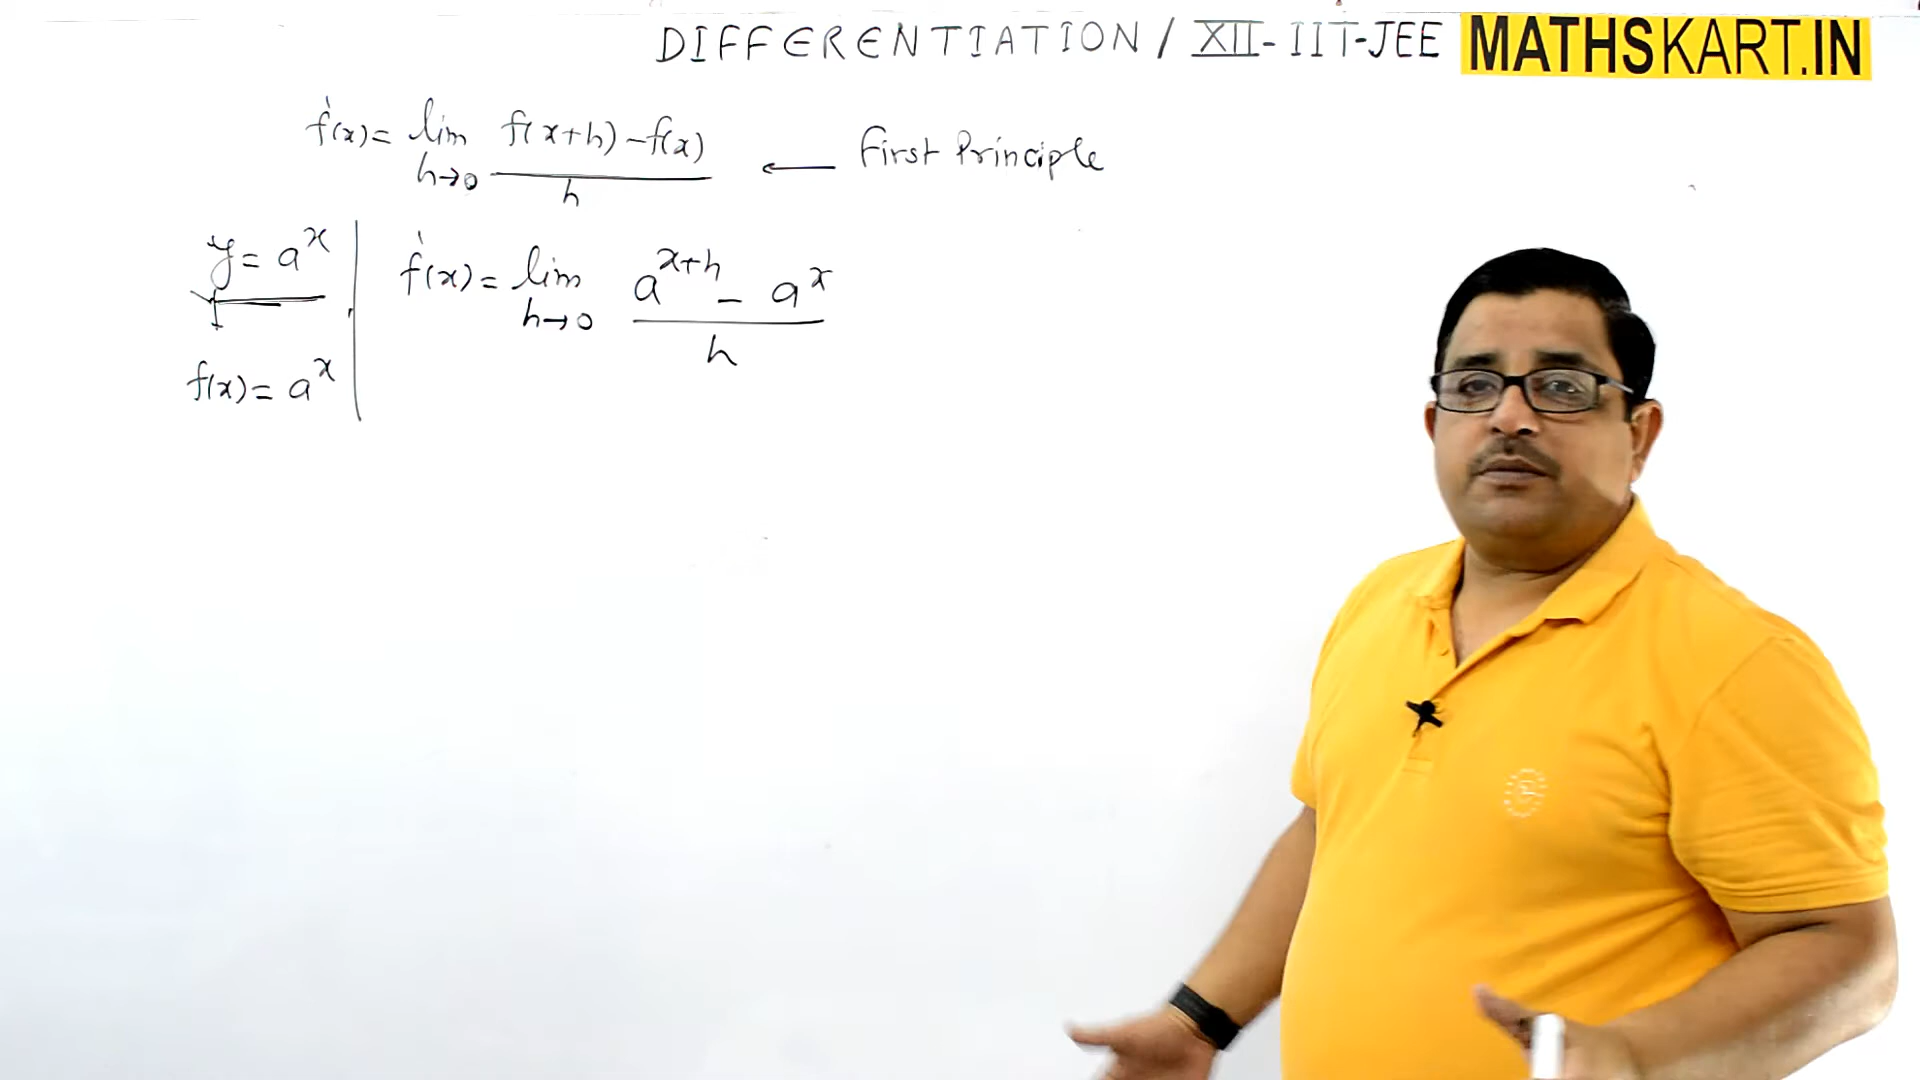 DIFFERENTIATION / XII-IIT-JEE MATHSKART.IN
f'(x) = lim h→0 f(x+h) - f(x) / h ← First Principle
y = a^x
f(x) = a^x
f'(x) = lim h→0 a^(x+h) - a^x / h